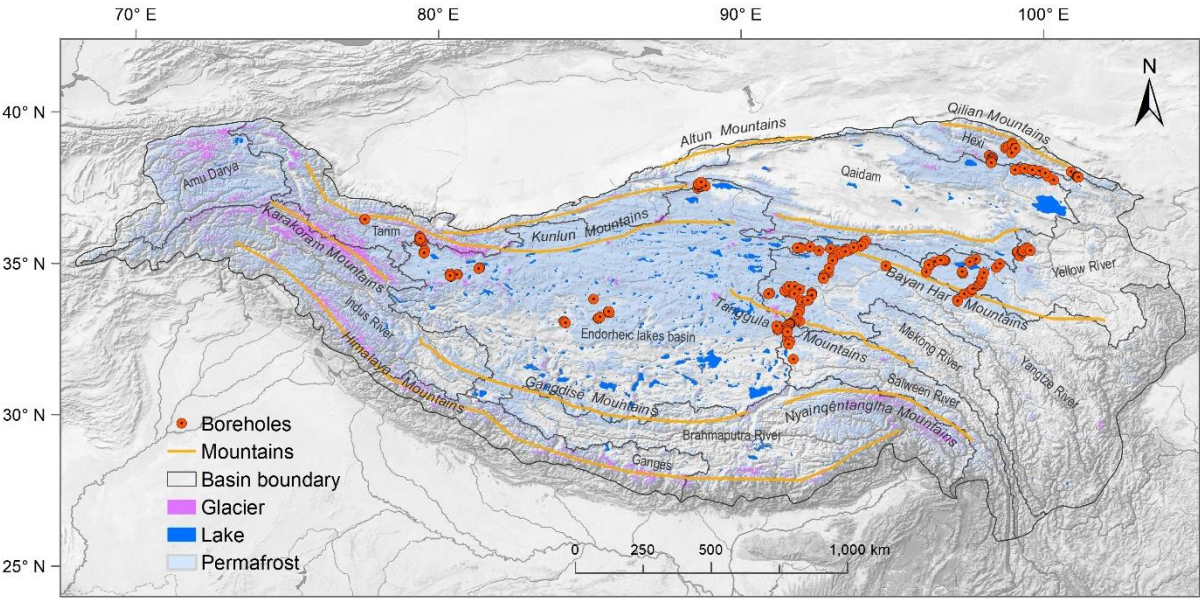 70° E
80° E
90° E
100° E
N
40° N
35° N
30° N
25° N
Altun Mountains
Qilian Mountains
Hexi
Qaidam
Amu Darya
Karakoram Mountains
Tarim
Kunlun Mountains
Yellow River
Bayan Har Mountains
Indus River
Tanggula Mountains
Endorheic lakes basin
Mekong River
Himalaya Mountains
Gangdisê Mountains
Salween River
Yangtze River
Nyainqêntanglha Mountains
Brahmaputra River
Ganges
Boreholes
Mountains
Basin boundary
Glacier
Lake
Permafrost
0 250 500 1,000 km